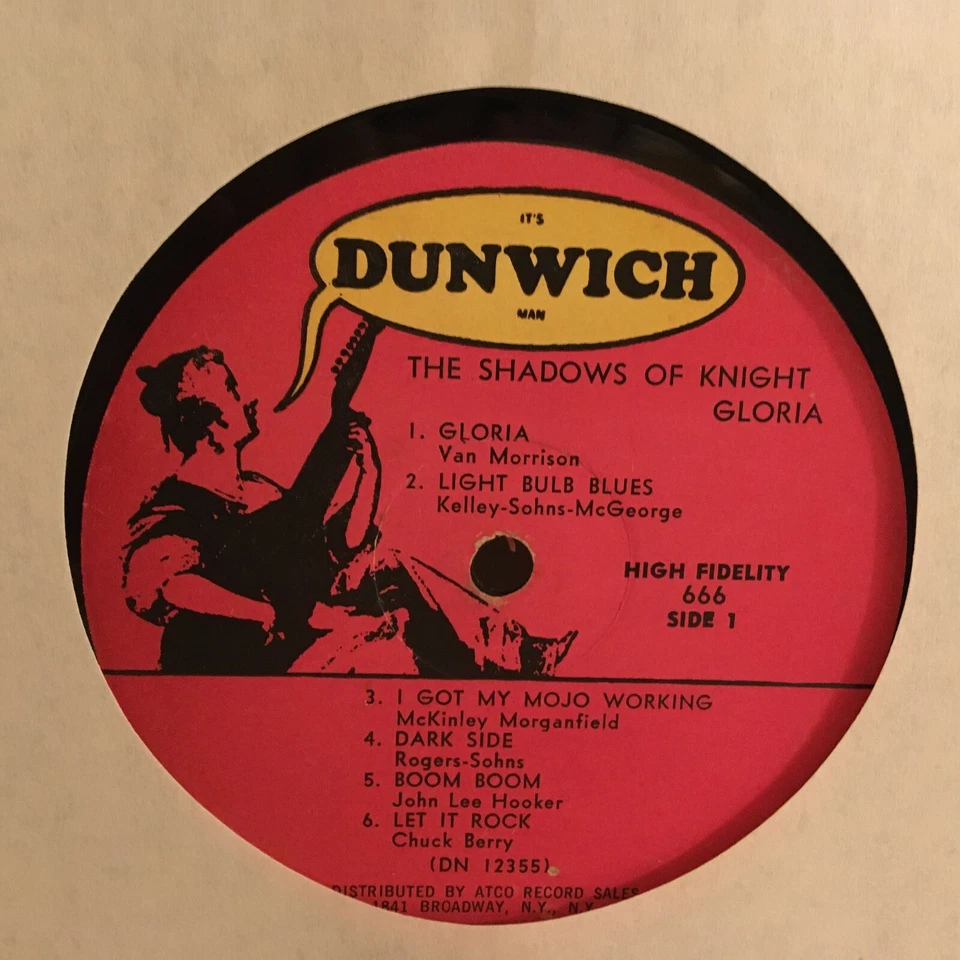 IT'S
DUNWICH
MAN
THE SHADOWS OF KNIGHT
GLORIA
1. GLORIA
Van Morrison
2. LIGHT BULB BLUES
Kelley-Sohns-McGeorge
HIGH FIDELITY
666
SIDE 1
3. I GOT MY MOJO WORKING
McKinley Morganfield
4. DARK SIDE
Rogers-Sohns
5. BOOM BOOM
John Lee Hooker
6. LET IT ROCK
Chuck Berry
(DN 12355)
DISTRIBUTED BY ATCO RECORD SALES
1841 BROADWAY, N.Y., N.Y.